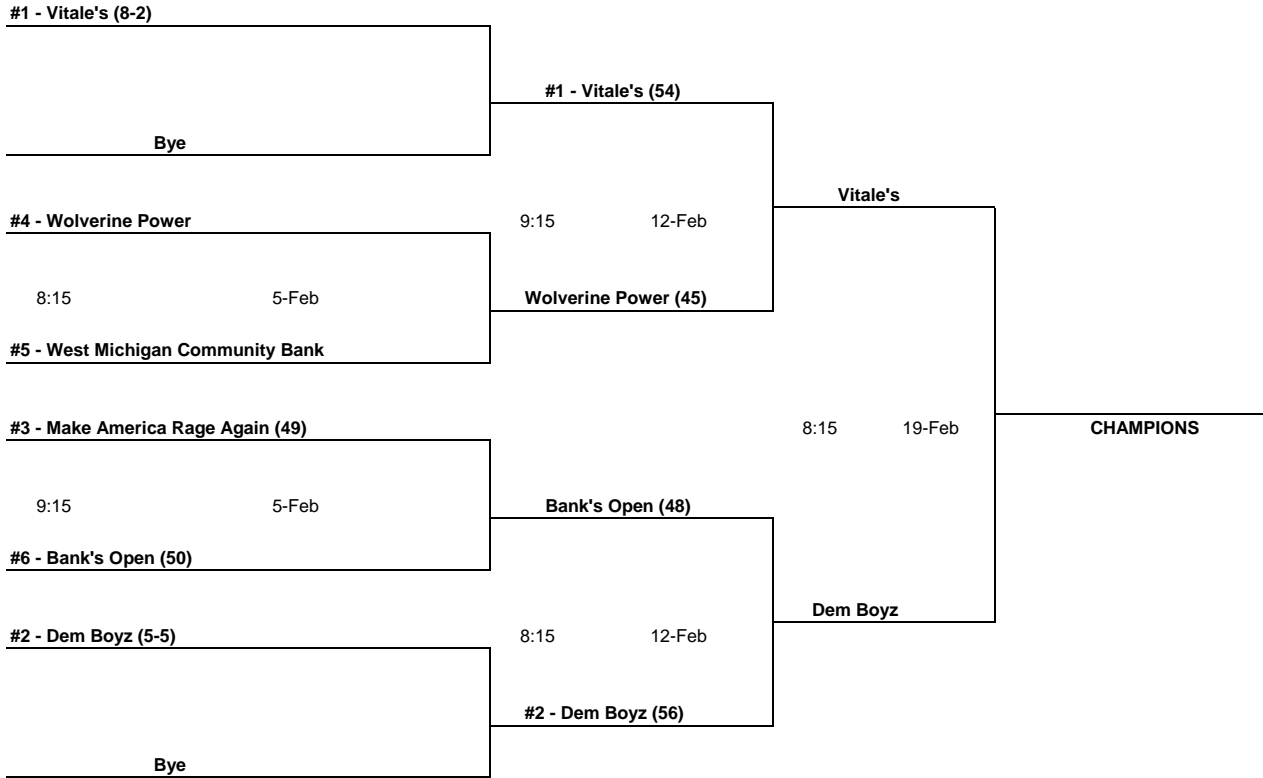 #1 - Vitale's (8-2)
#1 - Vitale's (54)
Bye
Vitale's
#4 - Wolverine Power
9:15 12-Feb
8:15 5-Feb
Wolverine Power (45)
#5 - West Michigan Community Bank
#3 - Make America Rage Again (49)
8:15 19-Feb
CHAMPIONS
9:15 5-Feb
Bank's Open (48)
#6 - Bank's Open (50)
Dem Boyz
#2 - Dem Boyz (5-5)
8:15 12-Feb
#2 - Dem Boyz (56)
Bye